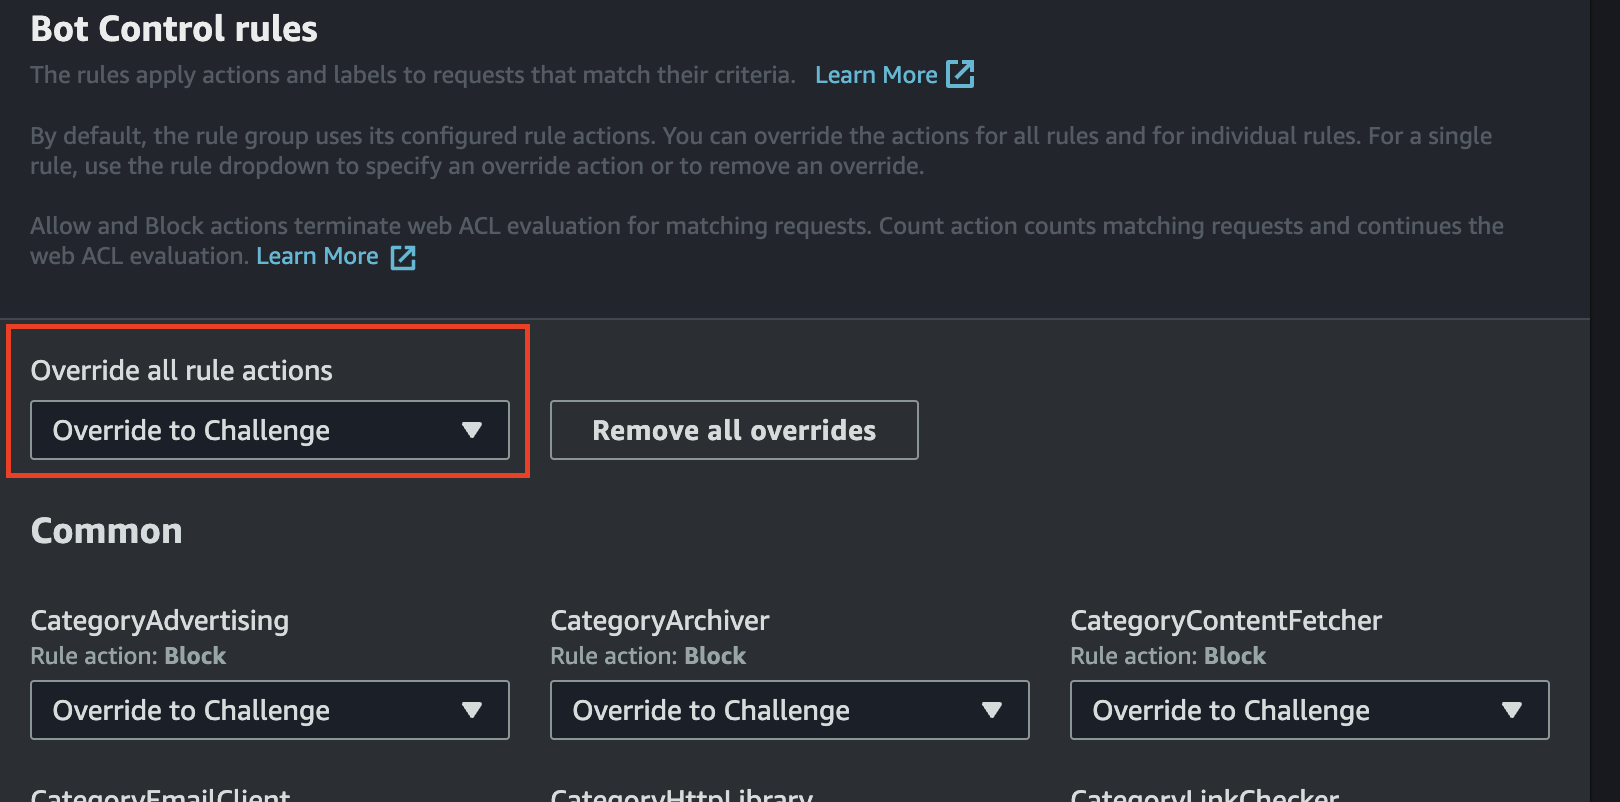 Bot Control rules
The rules apply actions and labels to requests that match their criteria. Learn More
By default, the rule group uses its configured rule actions. You can override the actions for all rules and for individual rules. For a single
rule, use the rule dropdown to specify an override action or to remove an override.
Allow and Block actions terminate web ACL evaluation for matching requests. Count action counts matching requests and continues the
web ACL evaluation. Learn More
Override all rule actions
Override to Challenge
Remove all overrides
Common
CategoryAdvertising
Rule action: Block
Override to Challenge
CategoryArchiver
Rule action: Block
Override to Challenge
CategoryContentFetcher
Rule action: Block
Override to Challenge
CategoryEmailClient
CategoryHttpLibrary
CategoryLinkChecker